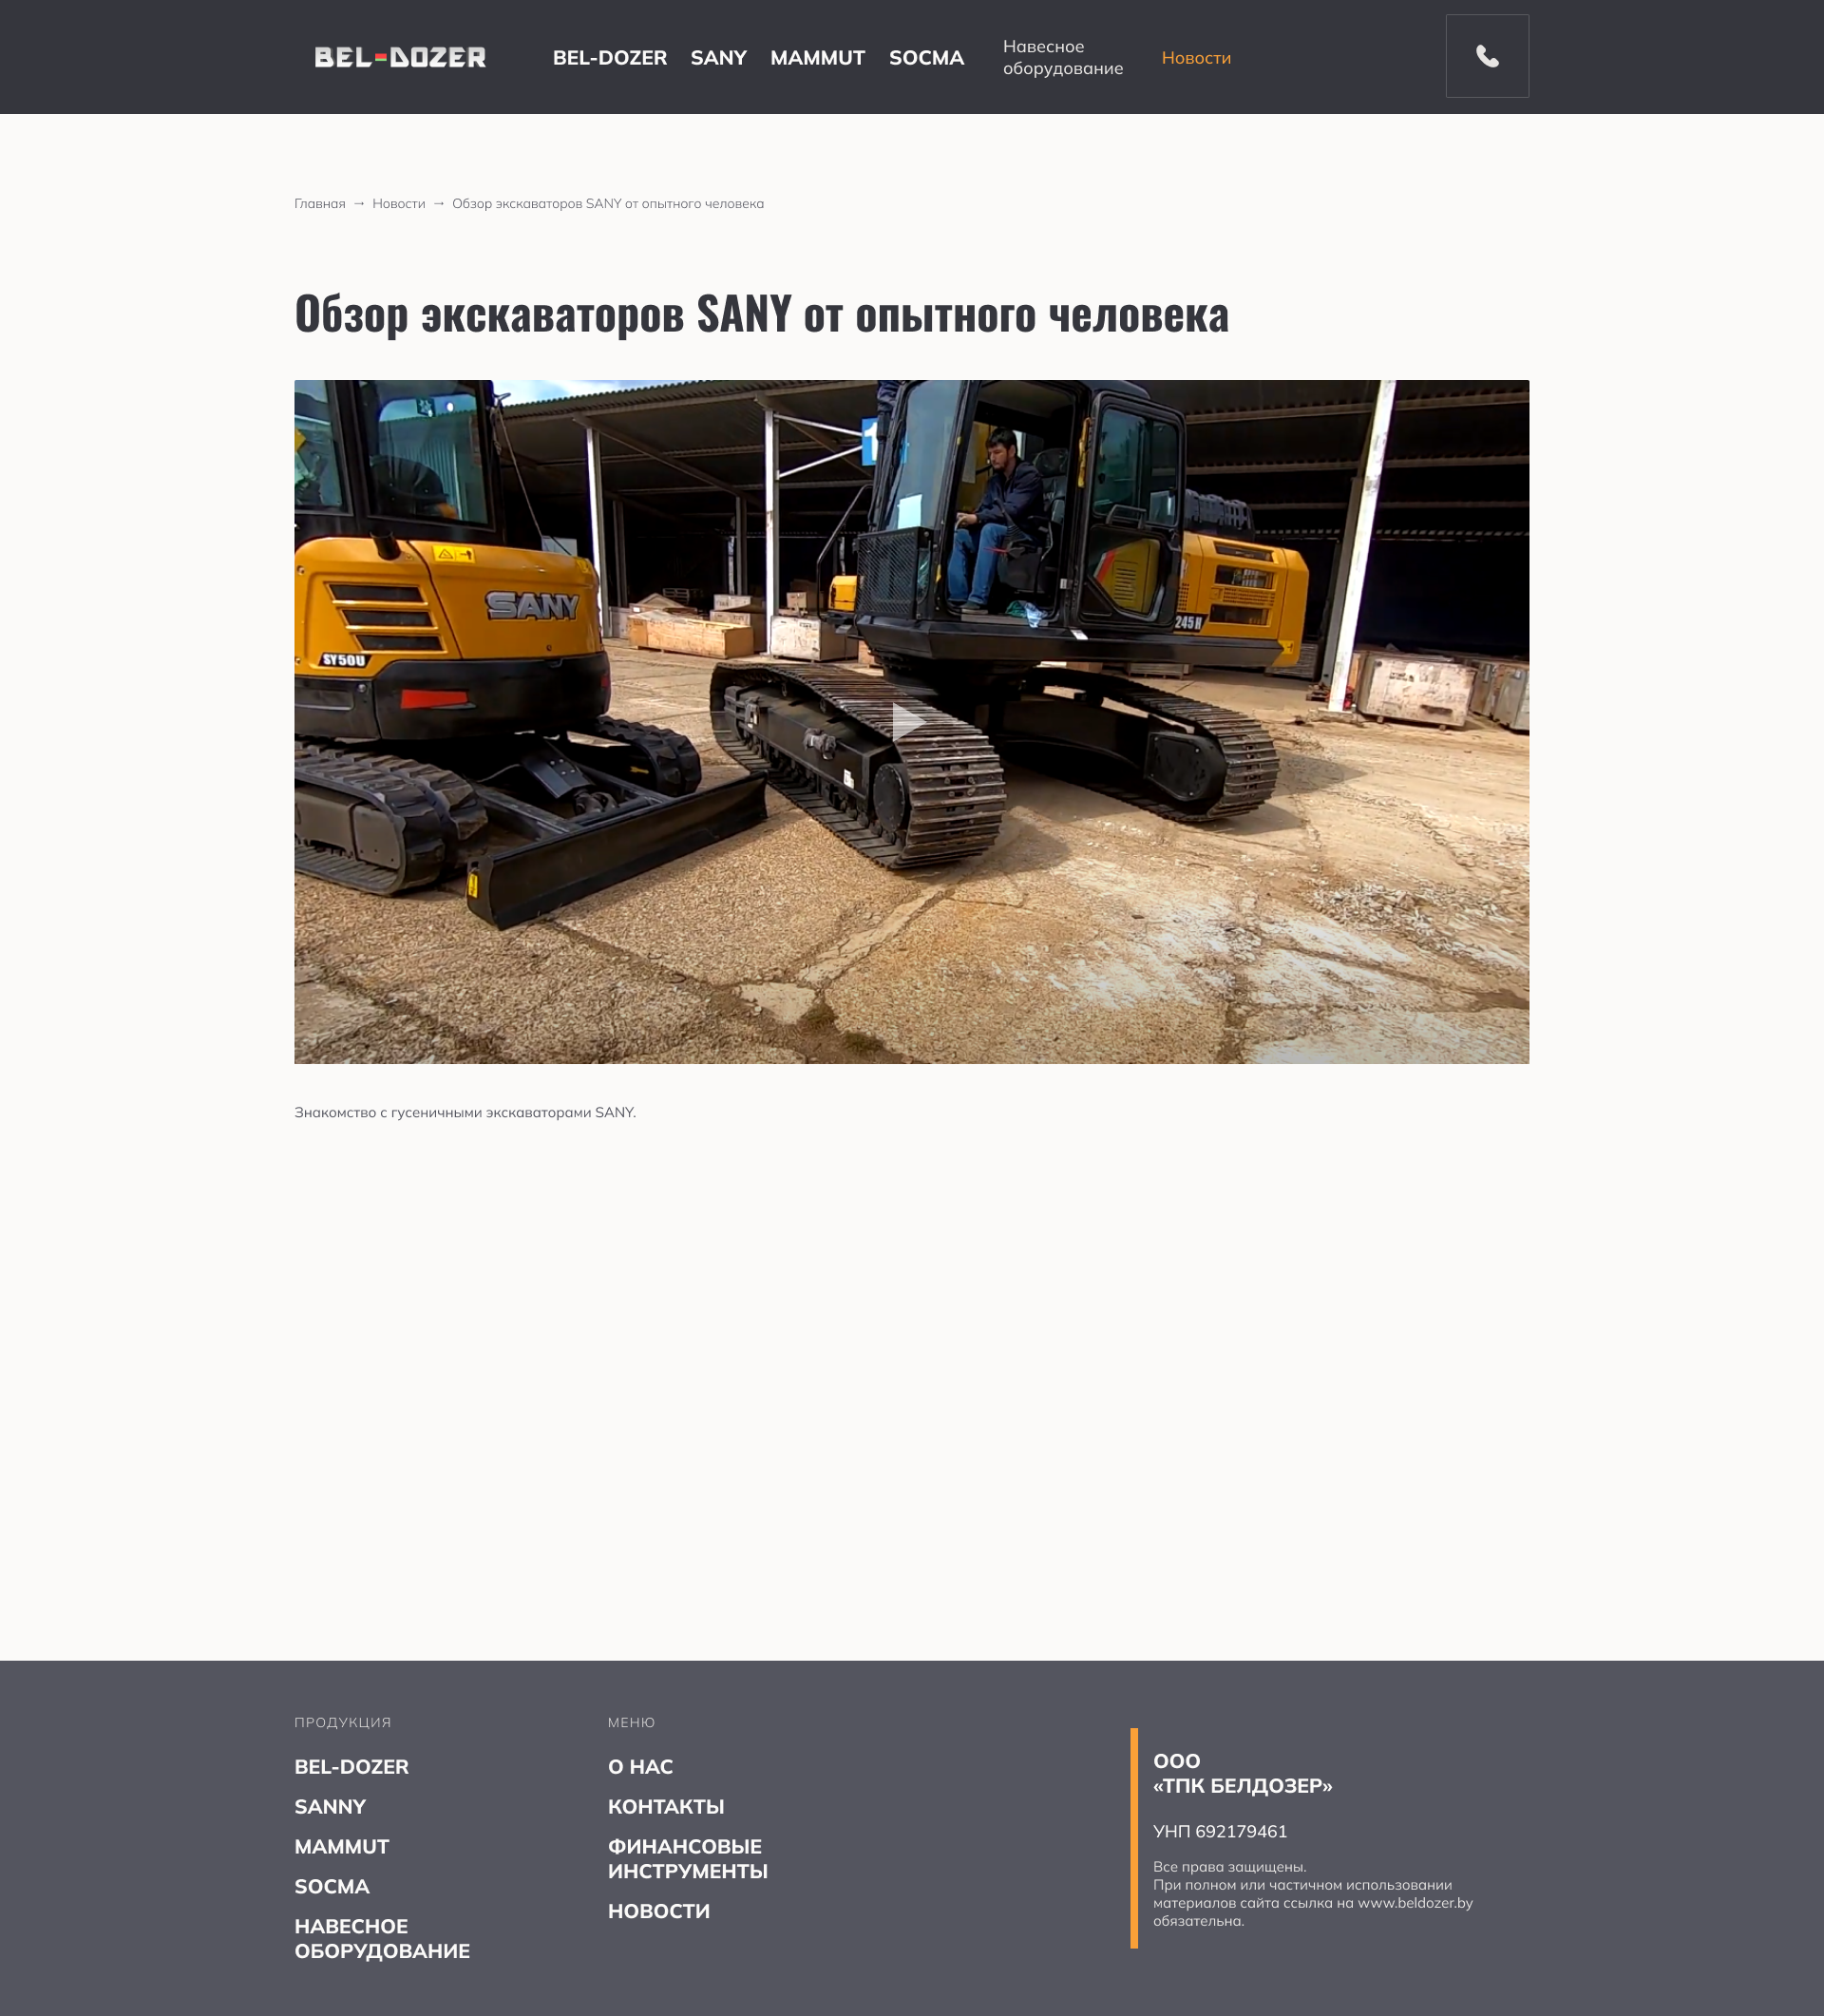 BEL-DOZER
BEL-DOZER SANY MAMMUT SOCMA
Навесное
оборудование
Новости
Главная → Новости → Обзор экскаваторов SANY от опытного человека
Обзор экскаваторов SANY от опытного человека
1
SANY
SY50U
245H
Знакомство с гусеничными экскаваторами SANY.
ПРОДУКЦИЯ
BEL-DOZER
SANNY
MAMMUT
SOCMA
НАВЕСНОЕ
ОБОРУДОВАНИЕ
МЕНЮ
О НАС
КОНТАКТЫ
ФИНАНСОВЫЕ
ИНСТРУМЕНТЫ
НОВОСТИ
ООО
«ТПК БЕЛДОЗЕР»
УНП 692179461
Все права защищены.
При полном или частичном использовании
материалов сайта ссылка на www.beldozer.by
обязательна.